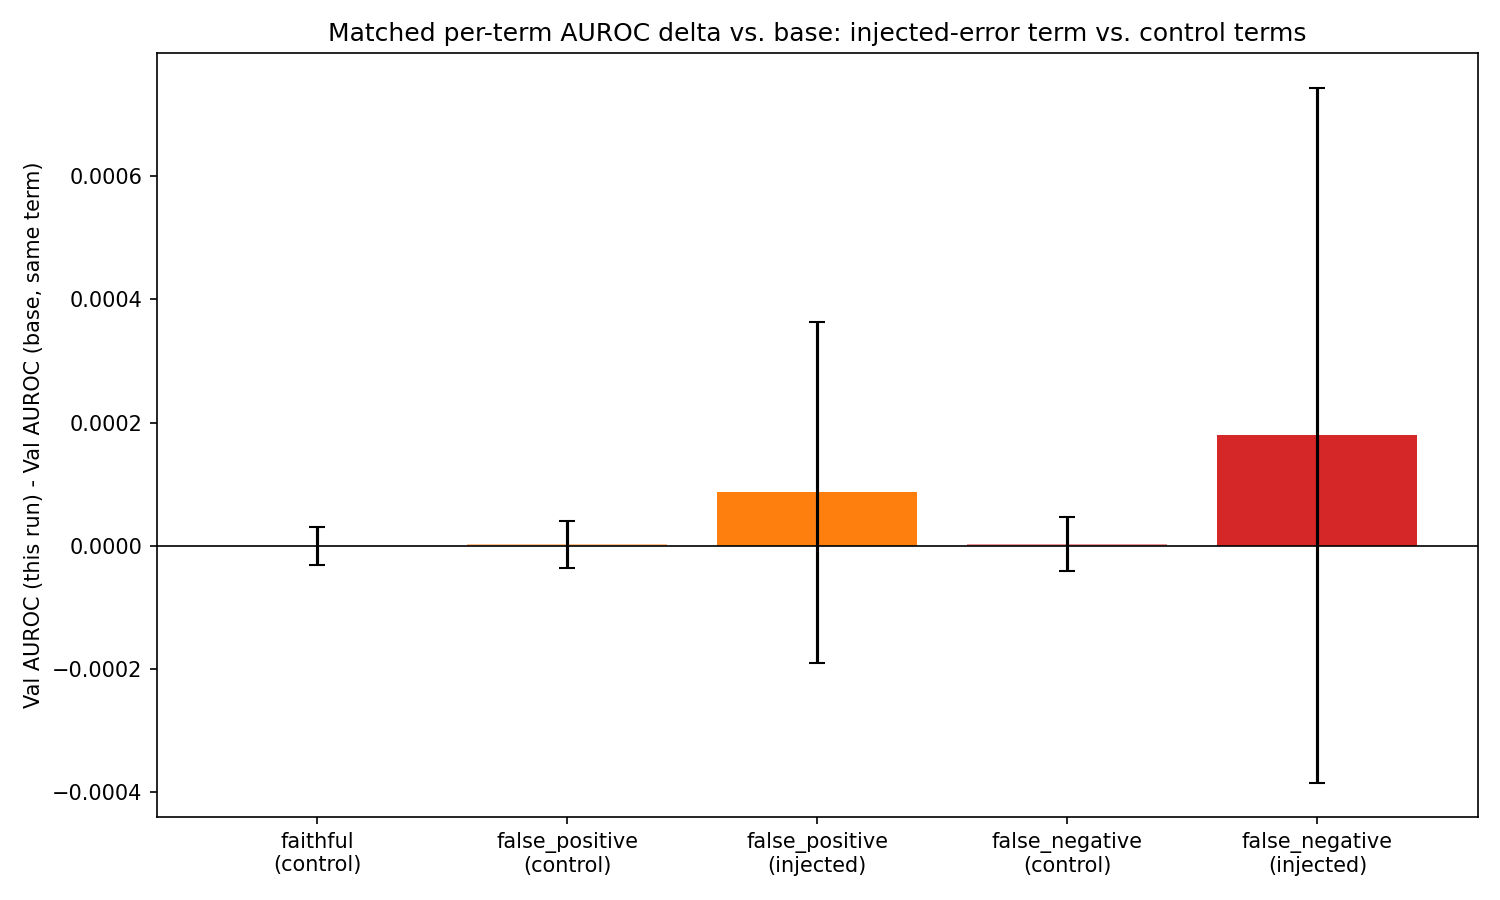 Matched per-term AUROC delta vs. base: injected-error term vs. control terms
Val AUROC (this run) - Val AUROC (base, same term)
0.0006
0.0004
0.0002
0.0000
−0.0002
−0.0004
faithful
(control)
false_positive
(control)
false_positive
(injected)
false_negative
(control)
false_negative
(injected)